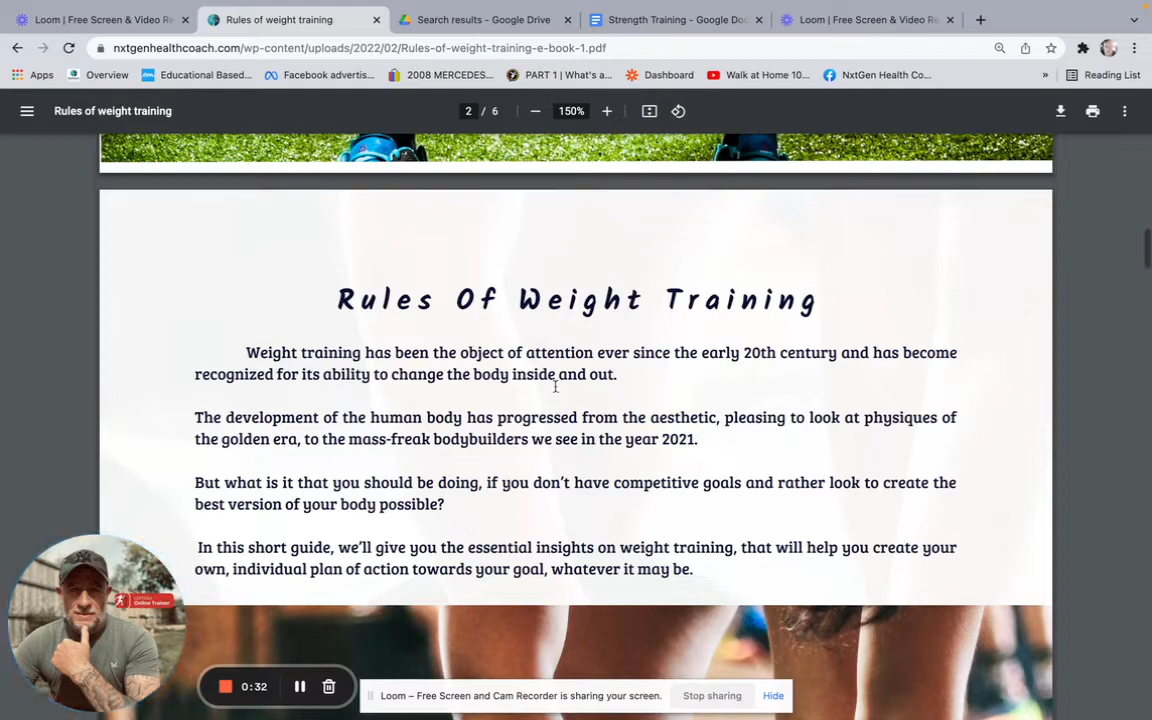 Loom | Free Screen & Video Re
Rules of weight training
Search results - Google Drive
Strength Training - Google Doc
Loom | Free Screen & Video Re
nxtgenhealthcoach.com/wp-content/uploads/2022/02/Rules-of-weight-training-e-book-1.pdf
Apps
Overview
Educational Based...
Facebook advertis...
2008 MERCEDES...
PART 1 | What's a...
Dashboard
Walk at Home 10...
NxtGen Health Co...
»
Reading List
Rules of weight training
2 / 6
150%
Rules Of Weight Training
Weight training has been the object of attention ever since the early 20th century and has become
recognized for its ability to change the body inside and out.
The development of the human body has progressed from the aesthetic, pleasing to look at physiques of
the golden era, to the mass-freak bodybuilders we see in the year 2021.
But what is it that you should be doing, if you don't have competitive goals and rather look to create the
best version of your body possible?
In this short guide, we'll give you the essential insights on weight training, that will help you create your
own, individual plan of action towards your goal, whatever it may be.
Online Trainer
0:32
Loom – Free Screen and Cam Recorder is sharing your screen.
Stop sharing
Hide